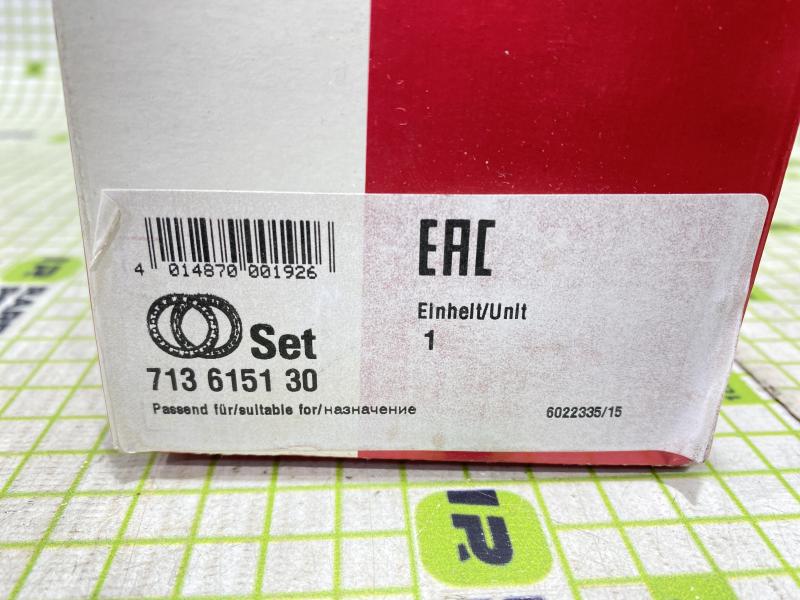 EAC
4 014870 001926
Einheit/Unit
1
Set
713 6151 30
Passend für/suitable for/назначение
6022335/15